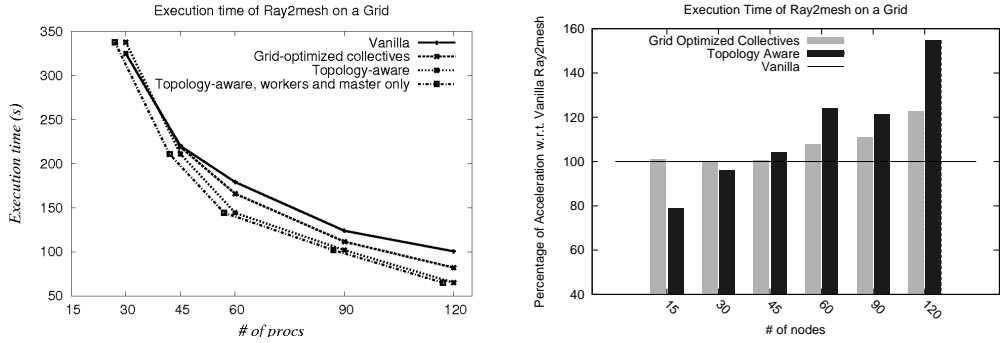 Execution time of Ray2mesh on a Grid
350
300
250
200
150
100
50
15
30
45
60
90
120
Execution time (s)
# of procs
Vanilla
Grid-optimized collectives
Topology-aware
Topology-aware, workers and master only
Execution Time of Ray2mesh on a Grid
160
140
120
100
80
60
40
15
30
45
60
90
120
Percentage of Acceleration w.r.t. Vanilla Ray2mesh
# of nodes
Grid Optimized Collectives
Topology Aware
Vanilla